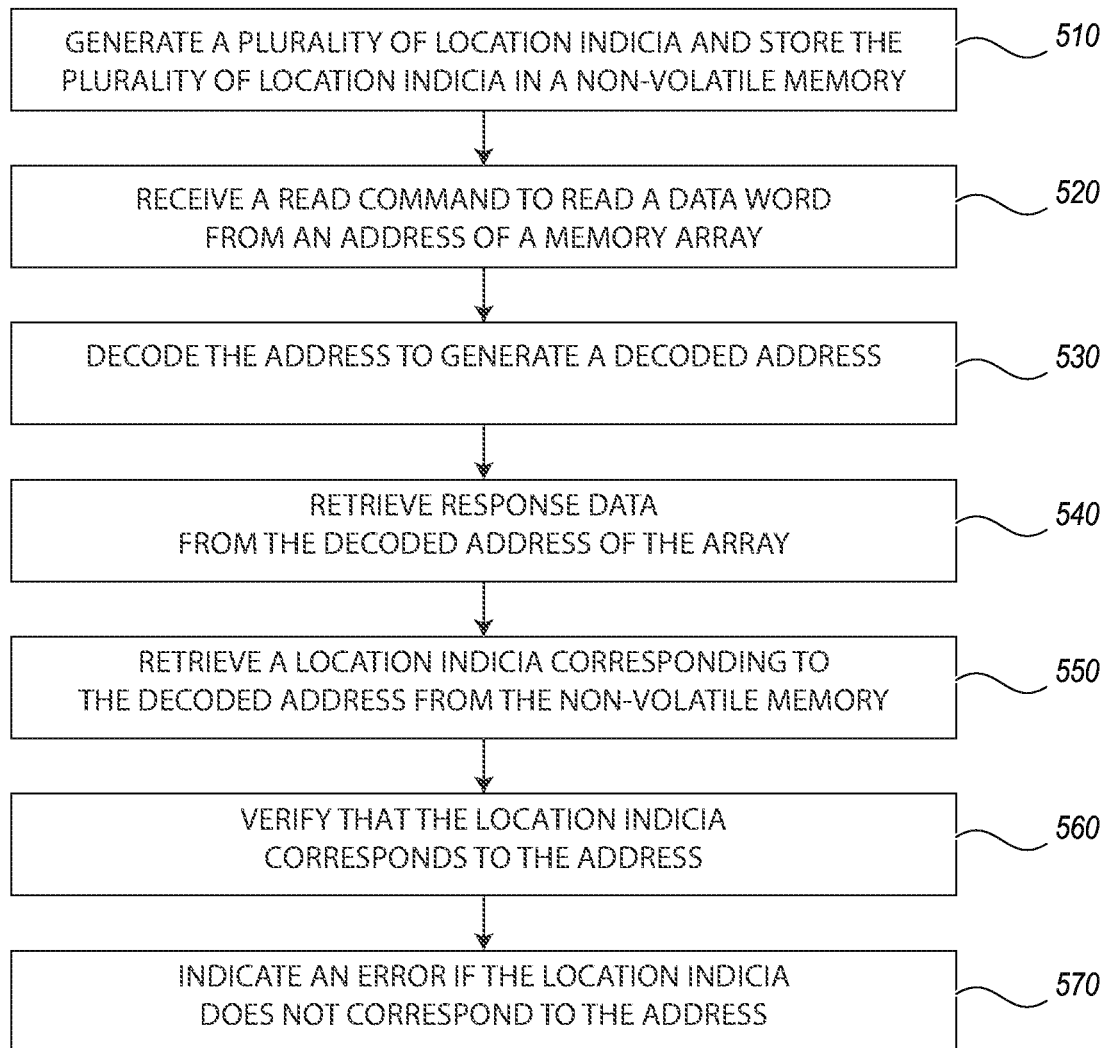 GENERATE A PLURALITY OF LOCATION INDICIA AND STORE THE
PLURALITY OF LOCATION INDICIA IN A NON-VOLATILE MEMORY
510
RECEIVE A READ COMMAND TO READ A DATA WORD
FROM AN ADDRESS OF A MEMORY ARRAY
520
DECODE THE ADDRESS TO GENERATE A DECODED ADDRESS
530
RETRIEVE RESPONSE DATA
FROM THE DECODED ADDRESS OF THE ARRAY
540
RETRIEVE A LOCATION INDICIA CORRESPONDING TO
THE DECODED ADDRESS FROM THE NON-VOLATILE MEMORY
550
VERIFY THAT THE LOCATION INDICIA
CORRESPONDS TO THE ADDRESS
560
INDICATE AN ERROR IF THE LOCATION INDICIA
DOES NOT CORRESPOND TO THE ADDRESS
570